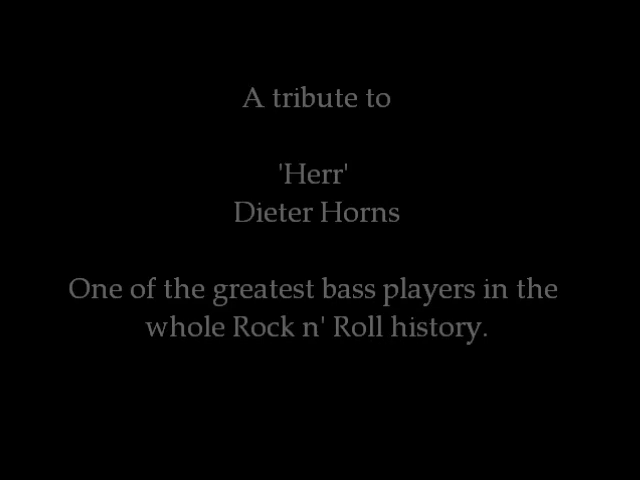 A tribute to
'Herr'
Dieter Horns
One of the greatest bass players in the
whole Rock n' Roll history.